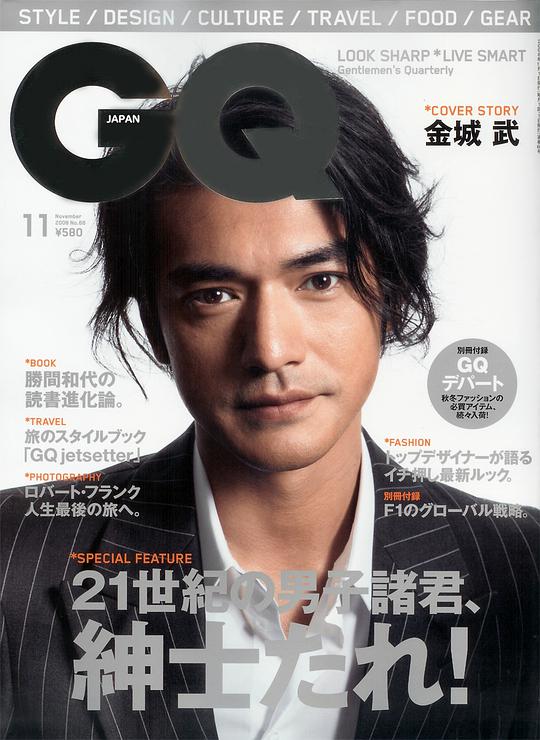 STYLE / DESIGN / CULTURE / TRAVEL / FOOD / GEAR
GQ
JAPAN
LOOK SHARP *LIVE SMART
Gentlemen's Quarterly
*COVER STORY
金城 武
11
November
2008 No.66
¥580
*BOOK
勝間和代の
読書進化論。
*TRAVEL
旅のスタイルブック
「GQ jetsetter」
*PHOTOGRAPHY
ロバート・フランク
人生最後の旅へ。
別冊付録
GQ
デパート
秋冬ファッションの
必買アイテム、
続々入荷!
*FASHION
トップデザイナーが語る
イチ押し最新ルック。
別冊付録
F1のグローバル戦略。
*SPECIAL FEATURE
21世紀の男子諸君、
紳士たれ!